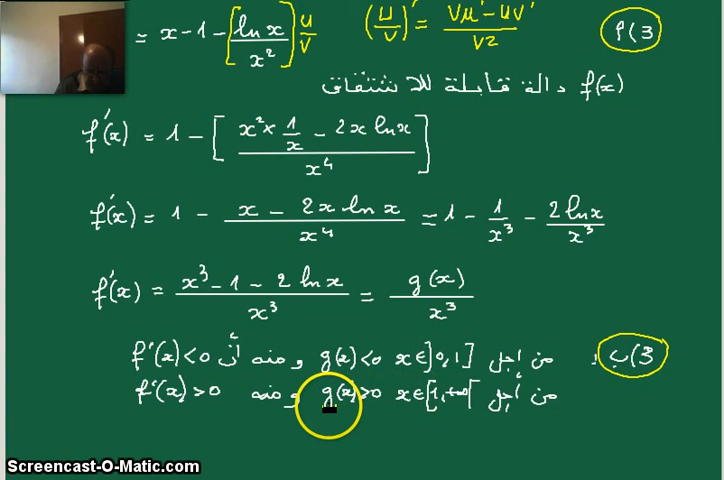 = x - 1 - [ln x / x²] u/v (u/v)' = (vu' - uv') / v² 3)أ
f(x) دالة قابلة للاشتقاق
f'(x) = 1 - [(x² × 1/x - 2x ln x) / x⁴]
f'(x) = 1 - (x - 2x ln x) / x⁴ = 1 - 1/x³ - 2 ln x / x³
f'(x) = (x³ - 1 - 2 ln x) / x³ = g(x) / x³
3)ب من أجل x∈]0,1] g(x)<0 ومنه أن f'(x)<0
من أجل x∈[1,+∞[ g(x)>0 ومنه f'(x)>0
Screencast-O-Matic.com